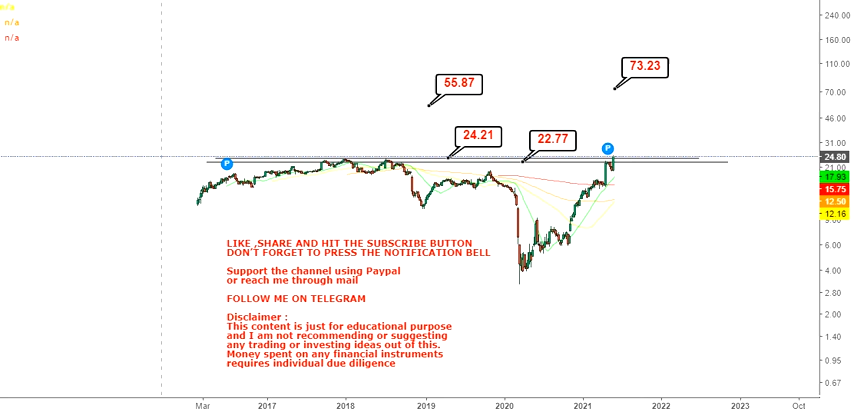 n/a
n/a
n/a
240.00
160.00
110.00
73.23
70.00
55.87
46.00
31.00
24.21
22.77
P
P
24.80
21.00
17.93
15.75
12.50
12.16
9.00
6.00
4.00
2.80
2.00
1.40
0.95
0.67
LIKE ,SHARE AND HIT THE SUBSCRIBE BUTTON
DON'T FORGET TO PRESS THE NOTIFICATION BELL
Support the channel using Paypal
or reach me through mail
FOLLOW ME ON TELEGRAM
Disclaimer :
This content is just for educational purpose
and I am not recommending or suggesting
any trading or investing ideas out of this.
Money spent on any financial instruments
requires individual due diligence
Mar 2017 2018 2019 2020 2021 2022 2023 Oct